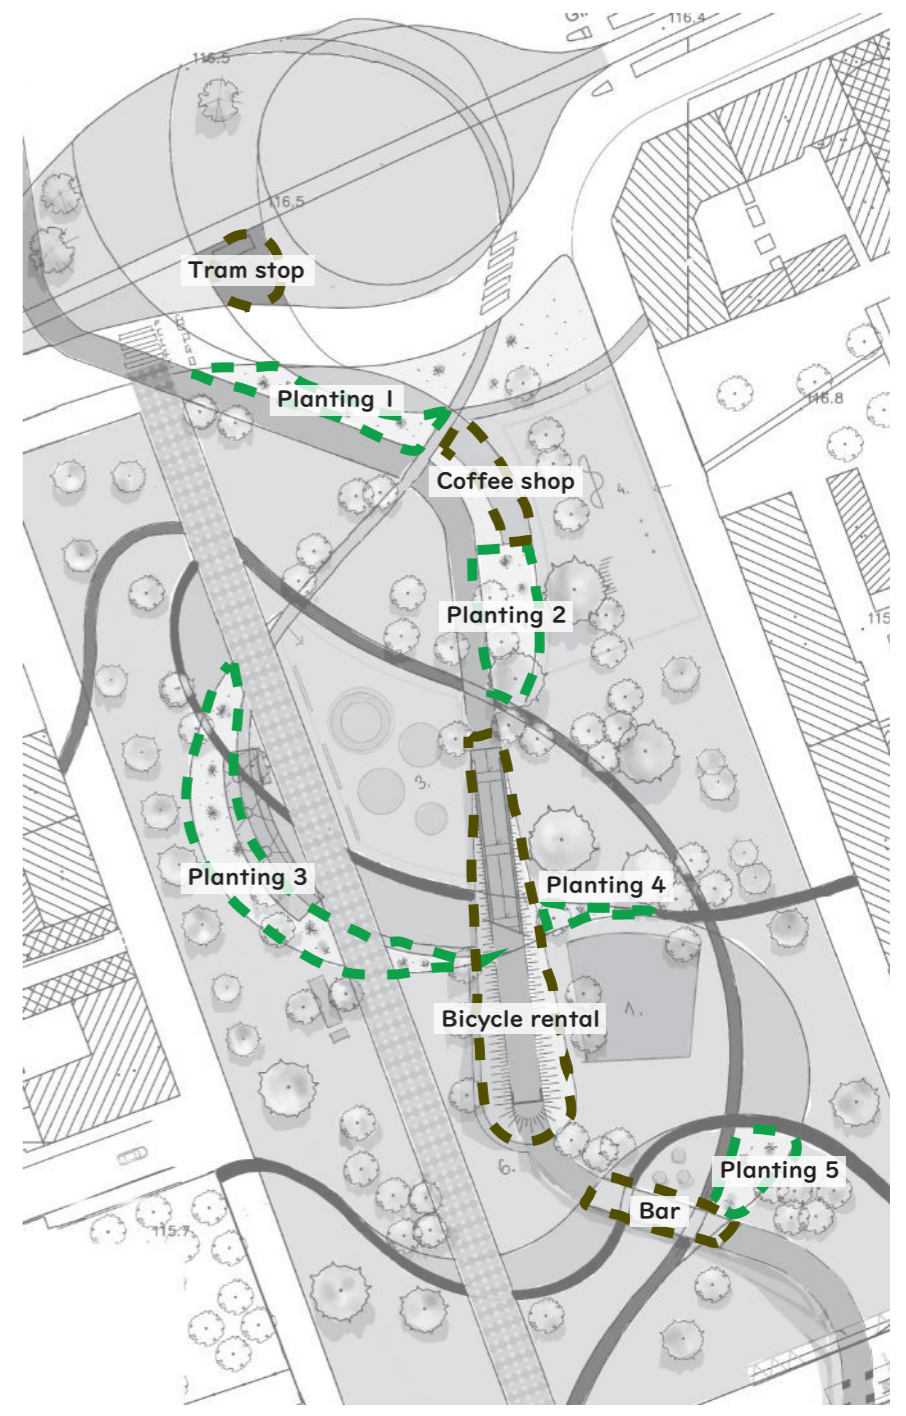 116.4
116.5
116.5
Tram stop
Planting 1
116.8
Coffee shop
4.
Planting 2
115
3.
Planting 3
Planting 4
1.
Bicycle rental
6.
Planting 5
Bar
115.7